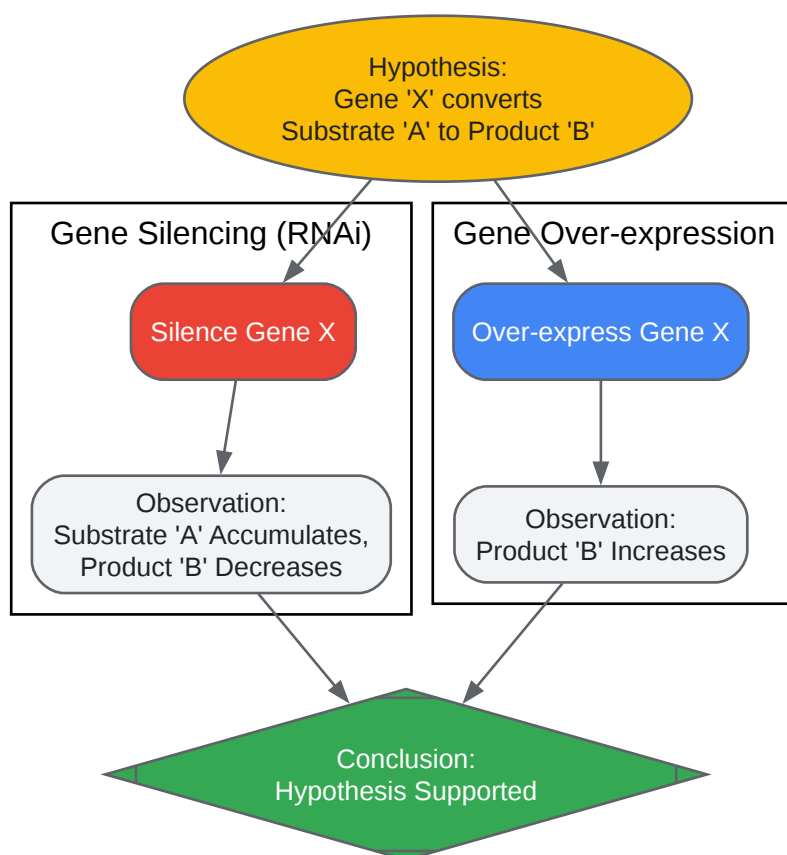 Hypothesis:
Gene 'X' converts
Substrate 'A' to Product 'B'
Gene Silencing (RNAi)
Silence Gene X
Observation:
Substrate 'A' Accumulates,
Product 'B' Decreases
Gene Over-expression
Over-express Gene X
Observation:
Product 'B' Increases
Conclusion:
Hypothesis Supported